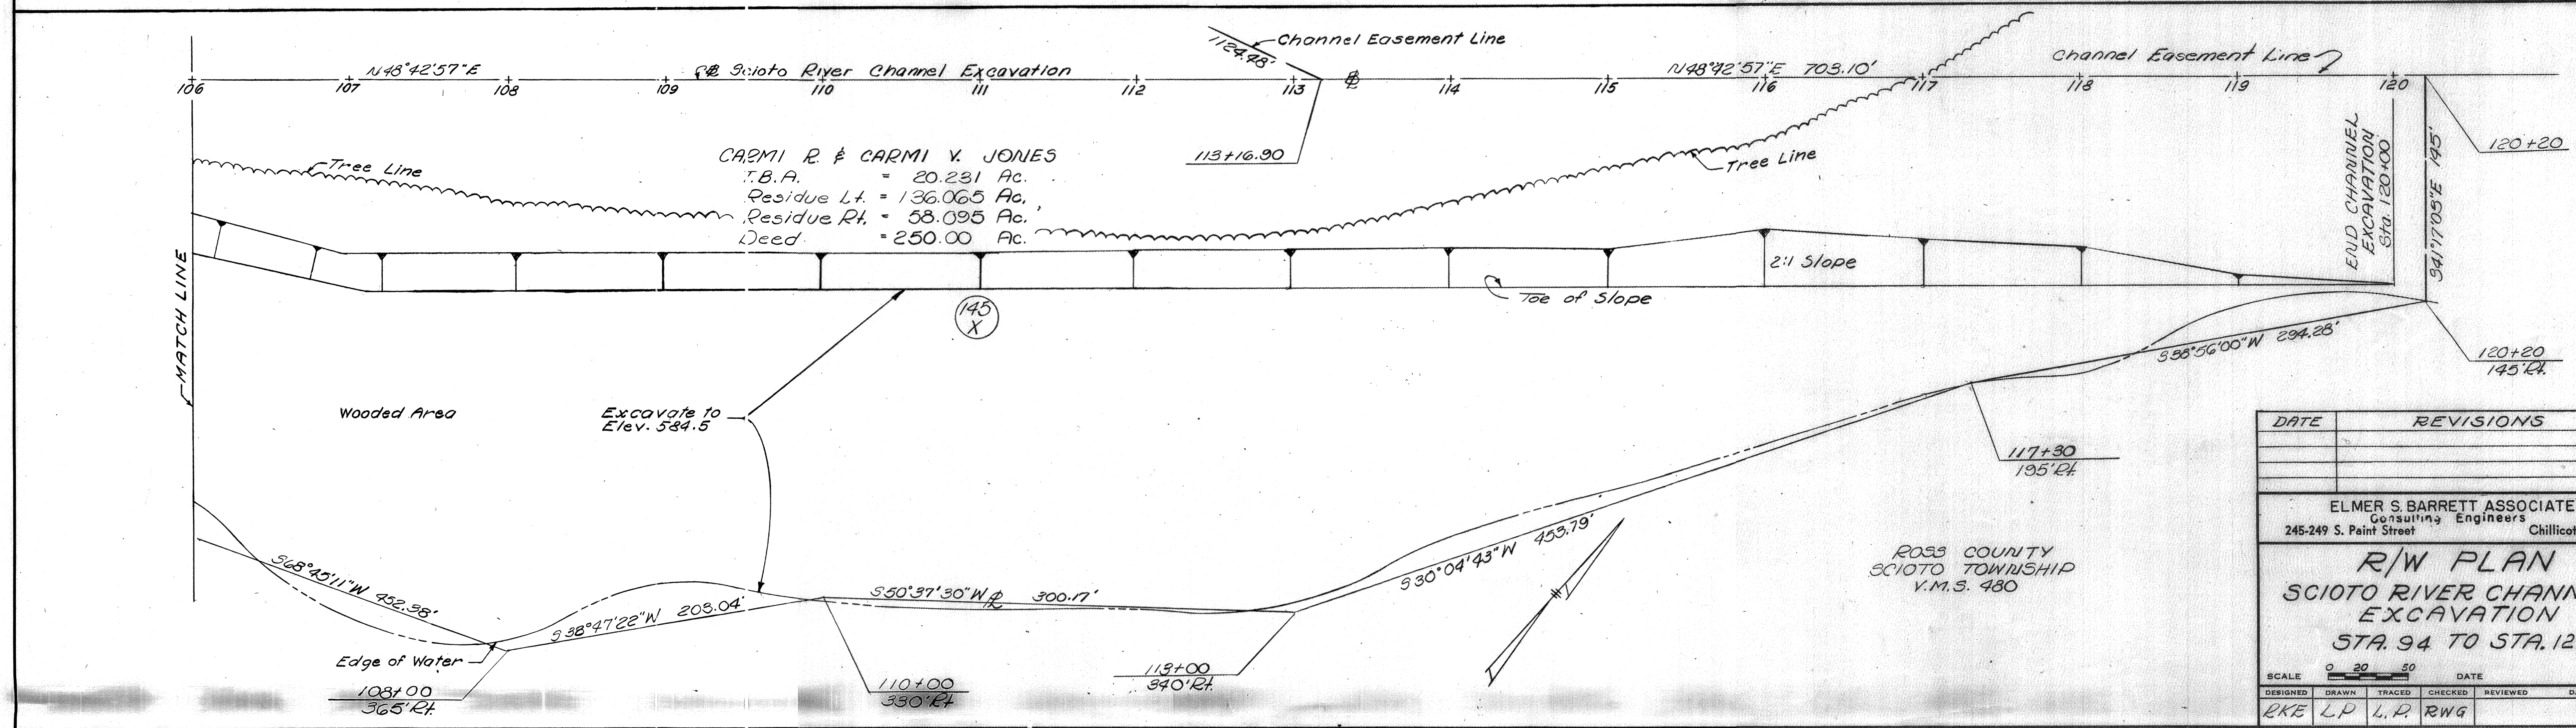 Channel Easement Line
1124.48'
Channel Easement Line
N48°42'57"E
℄ Scioto River Channel Excavation
N48°42'57"E 703.10'
106 107 108 109 110 111 112 113 114 115 116 117 118 119 120
113+16.90
120+20
END CHANNEL
EXCAVATION
Sta. 120+00
S41°17'05"E 145'
Tree Line
Tree Line
CARMI R. & CARMI V. JONES
T.B.A. = 20.231 Ac.
Residue Lt. = 136.065 Ac.
Residue Rt. = 58.095 Ac.
Deed = 250.00 Ac.
2:1 Slope
Toe of Slope
145
X
MATCH LINE
S38°56'00"W 294.28'
120+20
145' Rt.
Wooded Area
Excavate to
Elev. 584.5
117+30
195' Rt.
S68°45'11"W 452.38'
S38°47'22"W 203.04'
S50°37'30"W ⅊ 300.17'
S30°04'43"W 453.79'
Edge of Water
108+00
365' Rt.
110+00
330' Rt.
113+00
340' Rt.
ROSS COUNTY
SCIOTO TOWNSHIP
V.M.S. 480
DATE REVISIONS
ELMER S. BARRETT ASSOCIATE
Consulting Engineers
245-249 S. Paint Street Chillicot
R/W PLAN
SCIOTO RIVER CHANN
EXCAVATION
STA. 94 TO STA. 12
SCALE 0 20 50 DATE
DESIGNED DRAWN TRACED CHECKED REVIEWED DA
RKE LP L.P. RWG